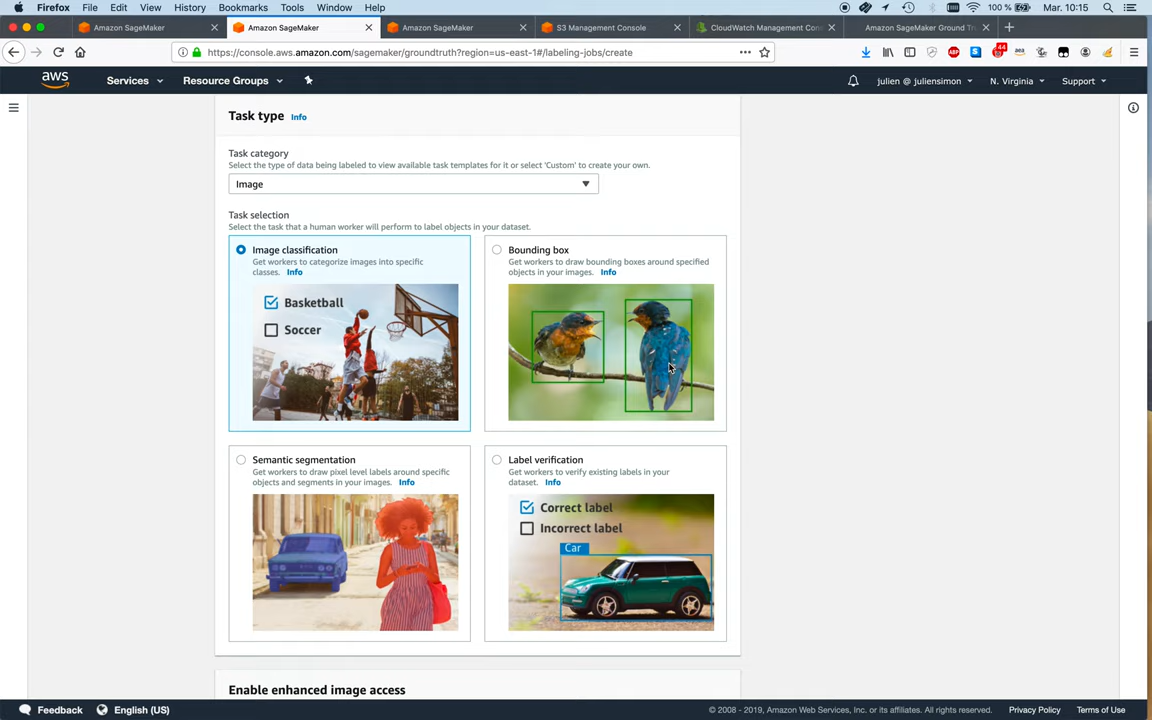 Firefox File Edit View History Bookmarks Tools Window Help 100 % Mar. 10:15
Amazon SageMaker
Amazon SageMaker
Amazon SageMaker
S3 Management Console
CloudWatch Management Con
Amazon SageMaker Ground Tr
https://console.aws.amazon.com/sagemaker/groundtruth?region=us-east-1#/labeling-jobs/create
44
ABP
aws Services Resource Groups julien @ juliensimon N. Virginia Support
Task type Info
Task category
Select the type of data being labeled to view available task templates for it or select 'Custom' to create your own.
Image
Task selection
Select the task that a human worker will perform to label objects in your dataset.
Image classification
Get workers to categorize images into specific
classes. Info
Basketball
Soccer
Bounding box
Get workers to draw bounding boxes around specified
objects in your images. Info
Semantic segmentation
Get workers to draw pixel level labels around specific
objects and segments in your images. Info
Label verification
Get workers to verify existing labels in your
dataset. Info
Correct label
Incorrect label
Car
Enable enhanced image access
Feedback English (US) © 2008 - 2019, Amazon Web Services, Inc. or its affiliates. All rights reserved. Privacy Policy Terms of Use